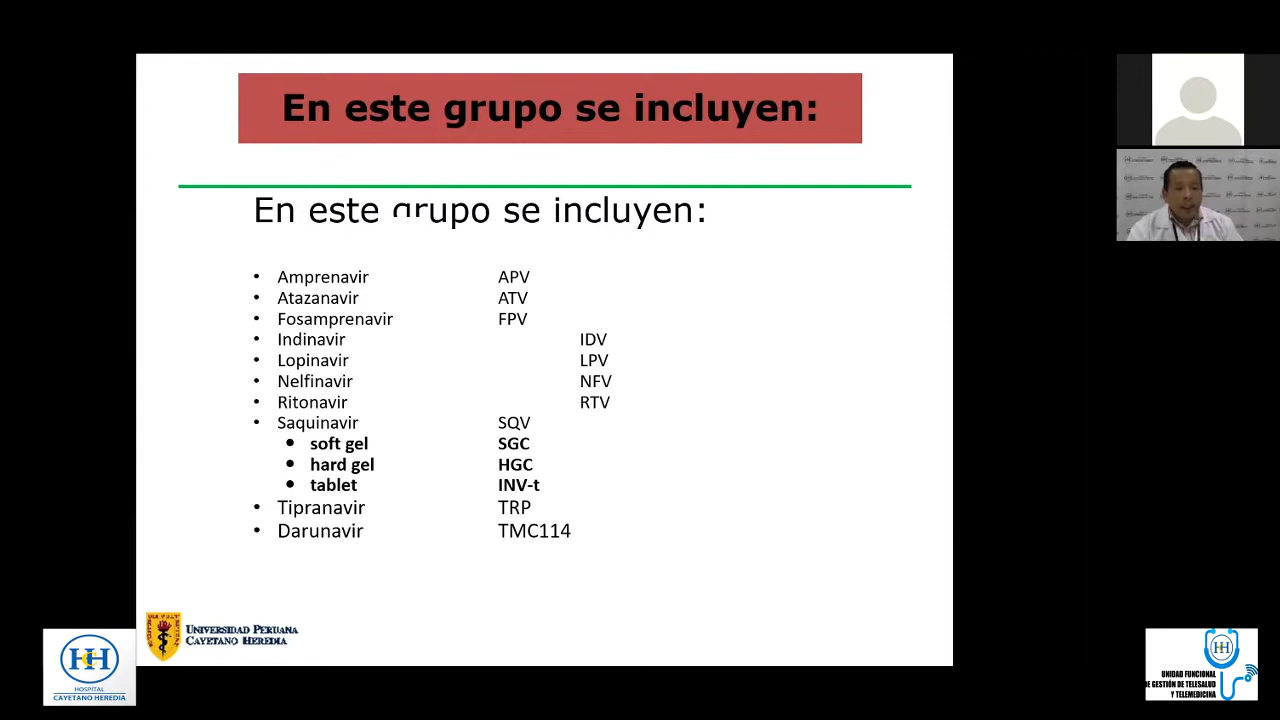 En este grupo se incluyen:
En este grupo se incluyen:
• Amprenavir APV
• Atazanavir ATV
• Fosamprenavir FPV
• Indinavir IDV
• Lopinavir LPV
• Nelfinavir NFV
• Ritonavir RTV
• Saquinavir SQV
• soft gel SGC
• hard gel HGC
• tablet INV-t
• Tipranavir TRP
• Darunavir TMC114
UNIVERSIDAD PERUANA
CAYETANO HEREDIA
HCH
HOSPITAL
CAYETANO HEREDIA
UNIDAD FUNCIONAL
DE GESTIÓN DE TELESALUD
Y TELEMEDICINA